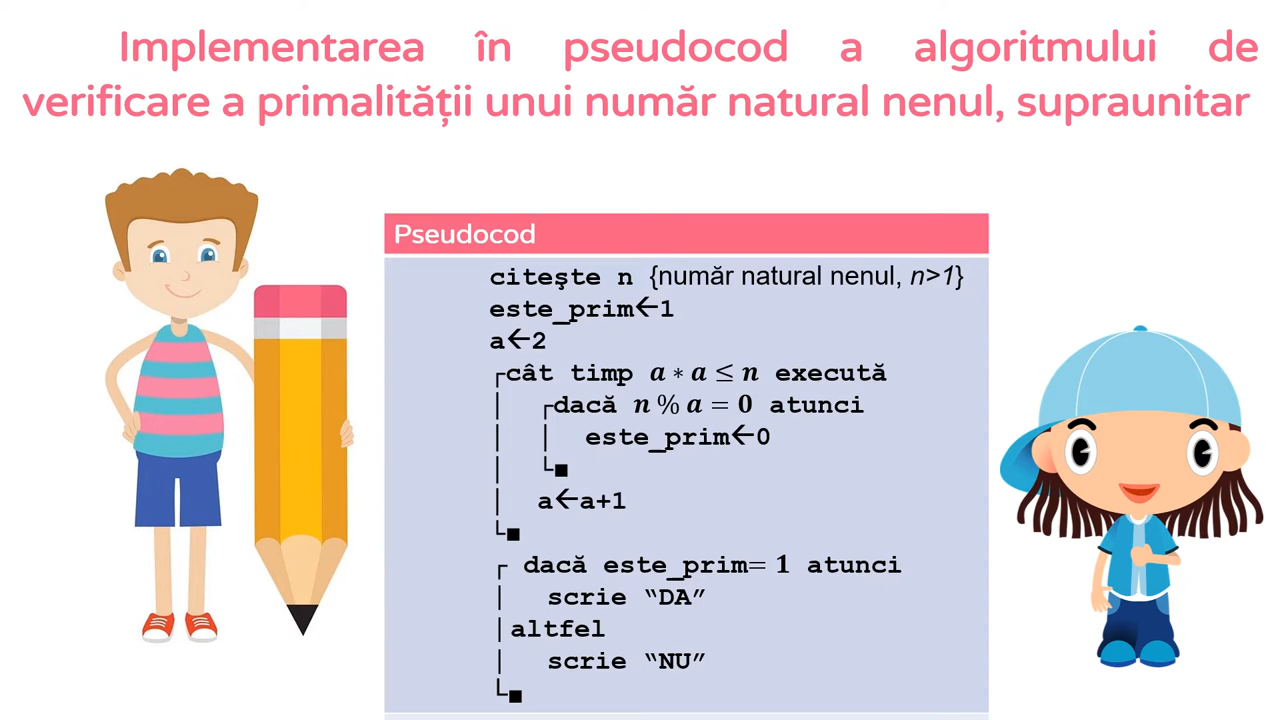 Implementarea în pseudocod a algoritmului de
verificare a primalității unui număr natural nenul, supraunitar
Pseudocod
citeşte n {număr natural nenul, n>1}
este_prim←1
a←2
┌cât timp a ∗ a ≤ n execută
│ ┌dacă n % a = 0 atunci
│ │ este_prim←0
│ └■
│ a←a+1
└■
┌ dacă este_prim= 1 atunci
│ scrie “DA”
│altfel
│ scrie “NU”
└■